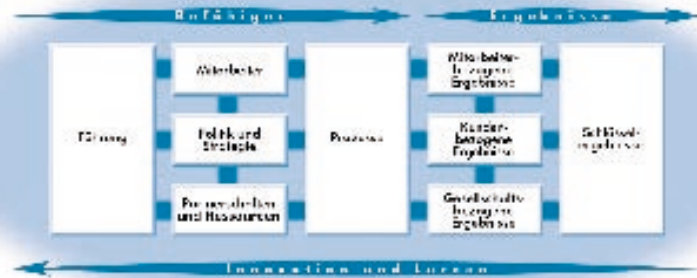 Befähiger
Ergebnisse
Führung
Mitarbeiter
Politik und
Strategie
Partnerschaften
und Ressourcen
Prozesse
Mitarbeiter-
bezogene
Ergebnisse
Kunden-
bezogene
Ergebnisse
Gesellschafts-
bezogene
Ergebnisse
Schlüssel-
ergebnisse
Innovation und Lernen